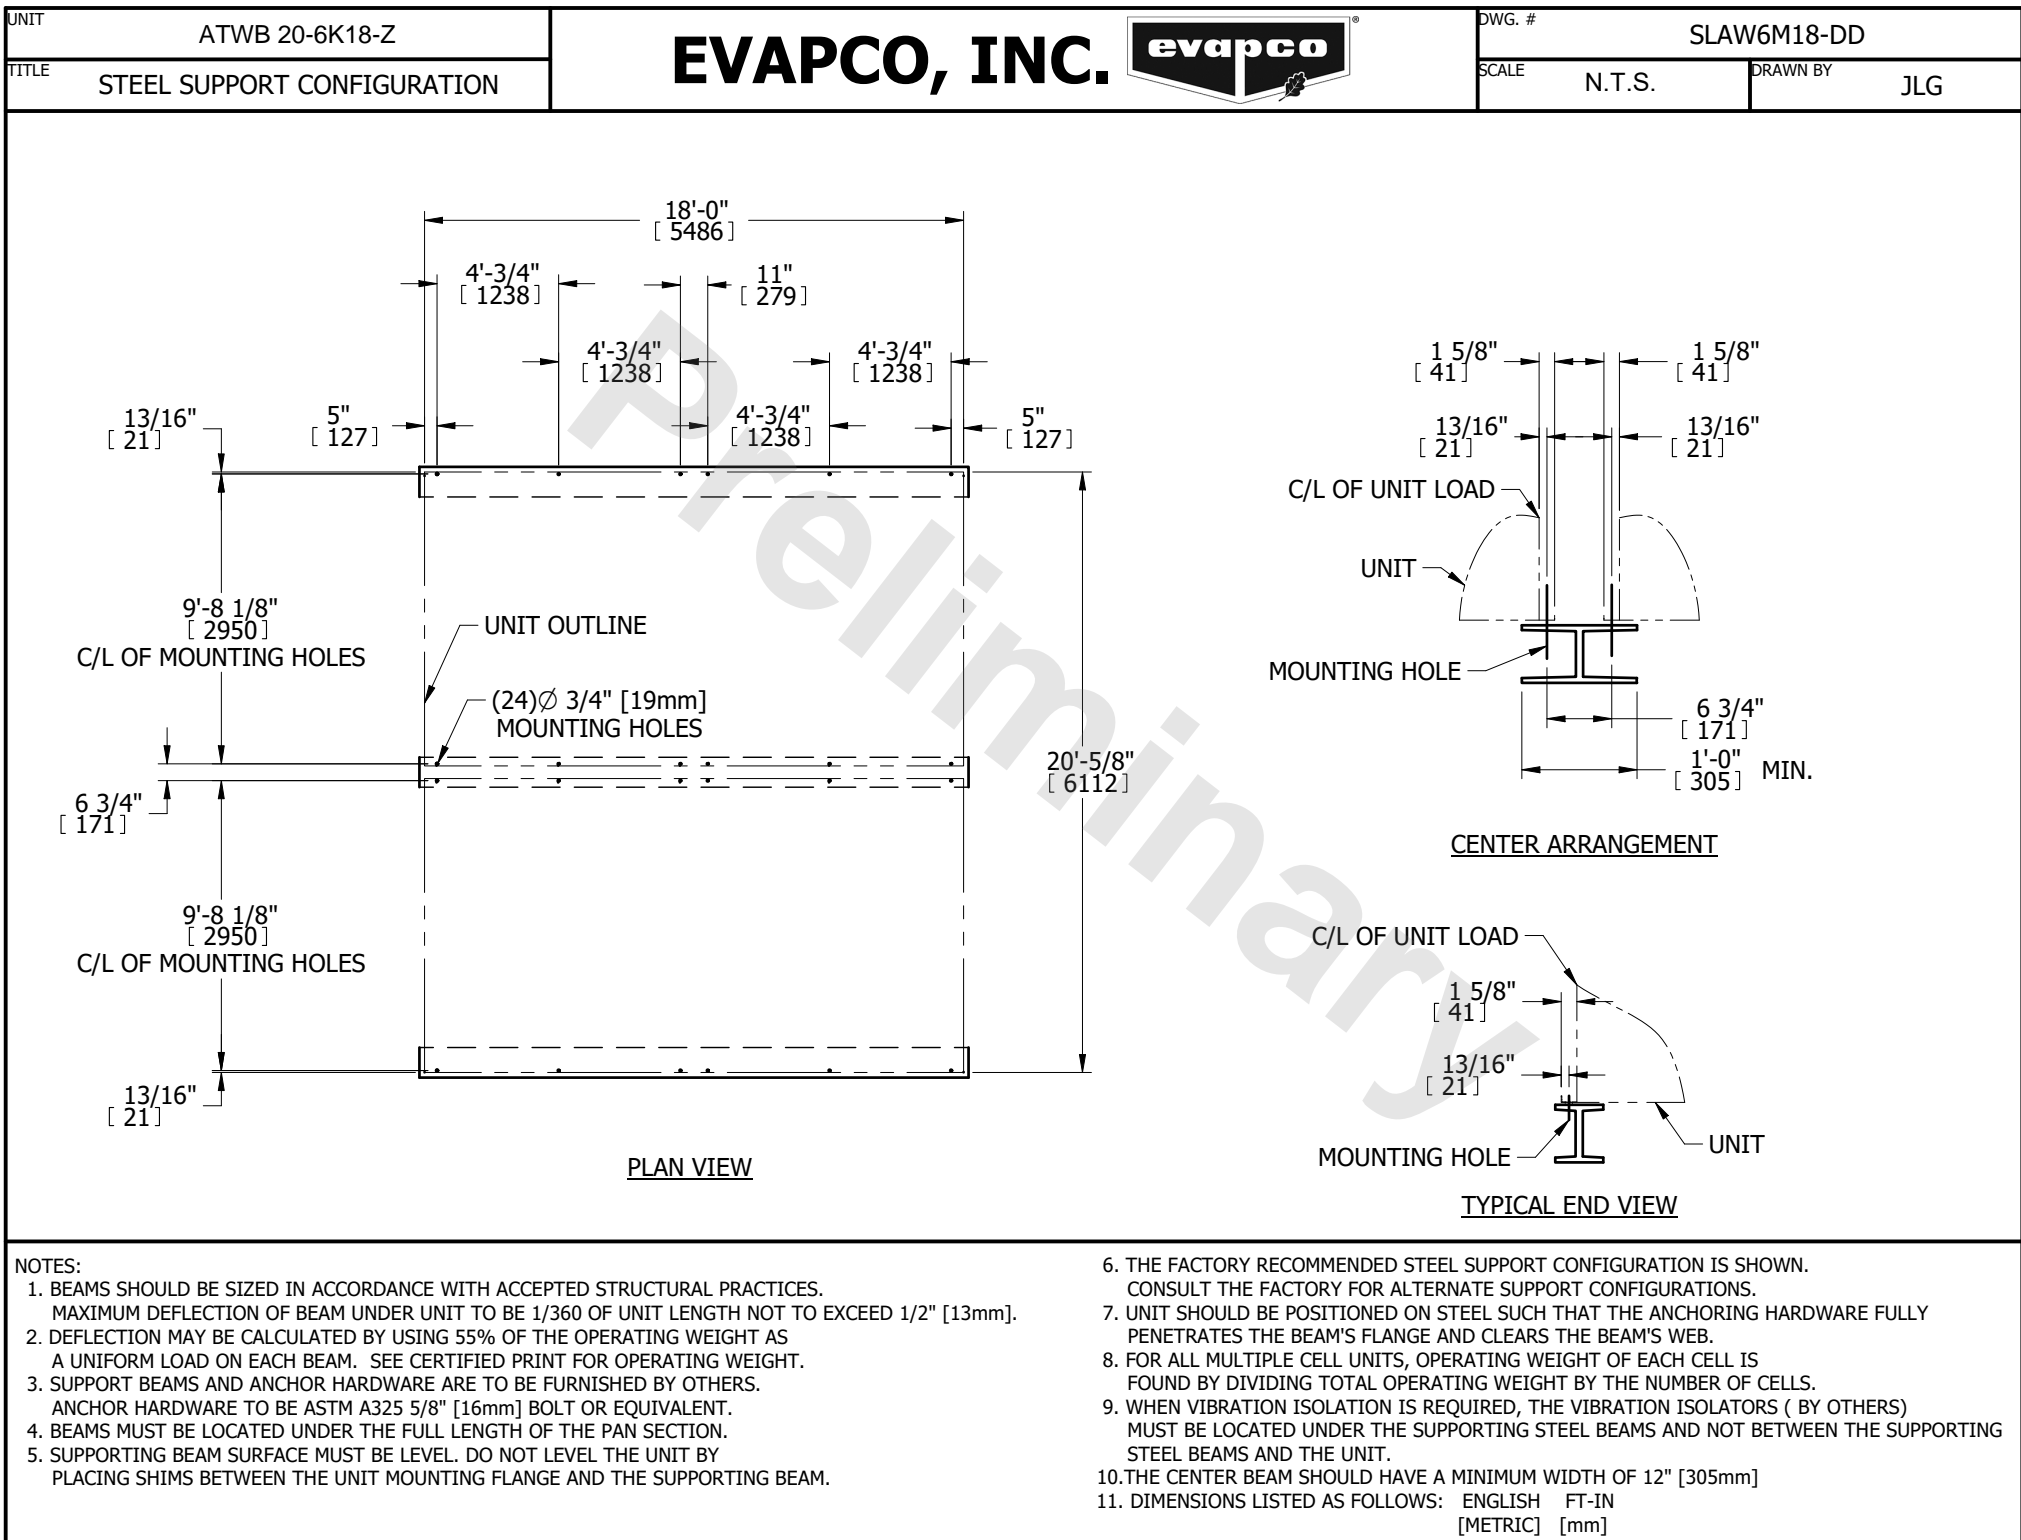 UNIT
ATWB 20-6K18-Z
TITLE
STEEL SUPPORT CONFIGURATION
EVAPCO, INC.
evapco
®
DWG. #
SLAW6M18-DD
SCALE
N.T.S.
DRAWN BY
JLG
18'-0"
[ 5486 ]
4'-3/4"
[ 1238 ]
11"
[ 279 ]
4'-3/4"
[ 1238 ]
4'-3/4"
[ 1238 ]
13/16"
[ 21 ]
5"
[ 127 ]
4'-3/4"
[ 1238 ]
5"
[ 127 ]
9'-8 1/8"
[ 2950 ]
C/L OF MOUNTING HOLES
UNIT OUTLINE
(24)Ø 3/4" [19mm]
MOUNTING HOLES
6 3/4"
[ 171 ]
20'-5/8"
[ 6112 ]
9'-8 1/8"
[ 2950 ]
C/L OF MOUNTING HOLES
13/16"
[ 21 ]
PLAN VIEW
1 5/8"
[ 41 ]
1 5/8"
[ 41 ]
13/16"
[ 21 ]
13/16"
[ 21 ]
C/L OF UNIT LOAD
UNIT
MOUNTING HOLE
6 3/4"
[ 171 ]
1'-0"
[ 305 ] MIN.
CENTER ARRANGEMENT
C/L OF UNIT LOAD
1 5/8"
[ 41 ]
13/16"
[ 21 ]
MOUNTING HOLE
UNIT
TYPICAL END VIEW
Preliminary
NOTES:
1. BEAMS SHOULD BE SIZED IN ACCORDANCE WITH ACCEPTED STRUCTURAL PRACTICES.
MAXIMUM DEFLECTION OF BEAM UNDER UNIT TO BE 1/360 OF UNIT LENGTH NOT TO EXCEED 1/2" [13mm].
2. DEFLECTION MAY BE CALCULATED BY USING 55% OF THE OPERATING WEIGHT AS
A UNIFORM LOAD ON EACH BEAM. SEE CERTIFIED PRINT FOR OPERATING WEIGHT.
3. SUPPORT BEAMS AND ANCHOR HARDWARE ARE TO BE FURNISHED BY OTHERS.
ANCHOR HARDWARE TO BE ASTM A325 5/8" [16mm] BOLT OR EQUIVALENT.
4. BEAMS MUST BE LOCATED UNDER THE FULL LENGTH OF THE PAN SECTION.
5. SUPPORTING BEAM SURFACE MUST BE LEVEL. DO NOT LEVEL THE UNIT BY
PLACING SHIMS BETWEEN THE UNIT MOUNTING FLANGE AND THE SUPPORTING BEAM.
6. THE FACTORY RECOMMENDED STEEL SUPPORT CONFIGURATION IS SHOWN.
CONSULT THE FACTORY FOR ALTERNATE SUPPORT CONFIGURATIONS.
7. UNIT SHOULD BE POSITIONED ON STEEL SUCH THAT THE ANCHORING HARDWARE FULLY
PENETRATES THE BEAM'S FLANGE AND CLEARS THE BEAM'S WEB.
8. FOR ALL MULTIPLE CELL UNITS, OPERATING WEIGHT OF EACH CELL IS
FOUND BY DIVIDING TOTAL OPERATING WEIGHT BY THE NUMBER OF CELLS.
9. WHEN VIBRATION ISOLATION IS REQUIRED, THE VIBRATION ISOLATORS ( BY OTHERS)
MUST BE LOCATED UNDER THE SUPPORTING STEEL BEAMS AND NOT BETWEEN THE SUPPORTING
STEEL BEAMS AND THE UNIT.
10.THE CENTER BEAM SHOULD HAVE A MINIMUM WIDTH OF 12" [305mm]
11. DIMENSIONS LISTED AS FOLLOWS: ENGLISH FT-IN
[METRIC] [mm]